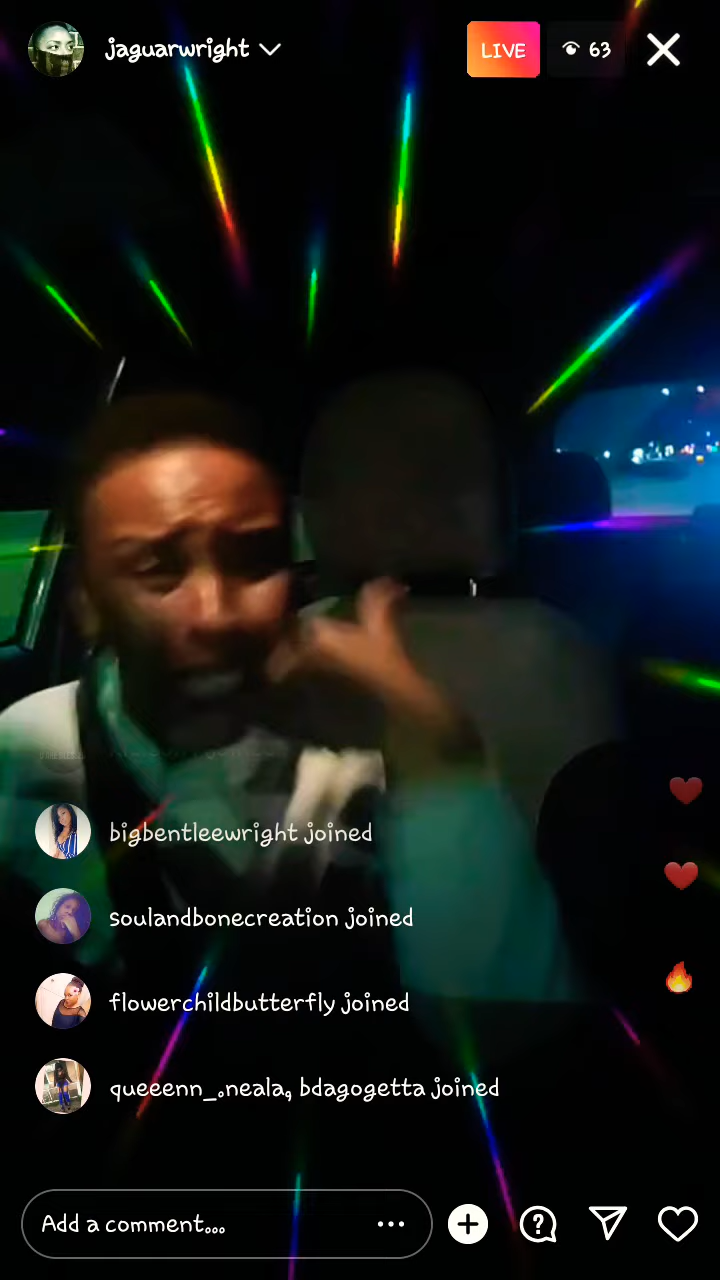 jaguarwright
LIVE
63
bigbentleewright joined
soulandbonecreation joined
flowerchildbutterfly joined
queeenn_.neala, bdagogetta joined
Add a comment...